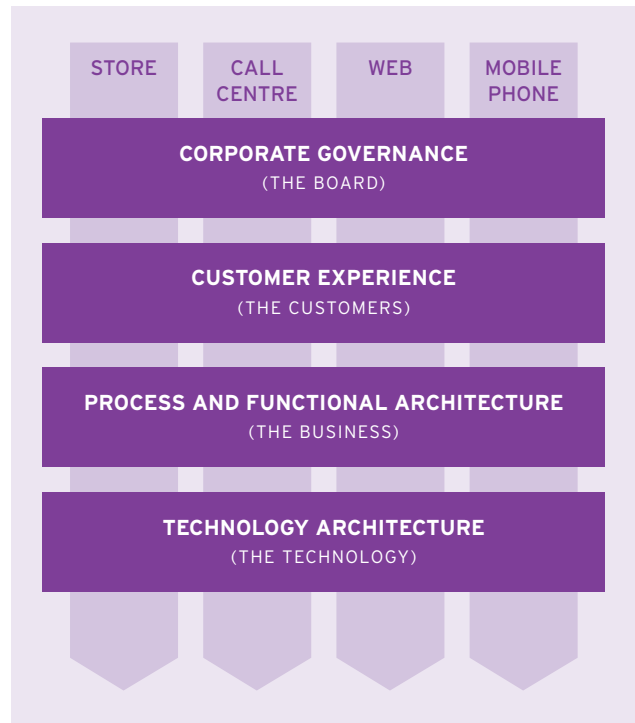 STORE
CALL
CENTRE
WEB
MOBILE
PHONE
CORPORATE GOVERNANCE
(THE BOARD)
CUSTOMER EXPERIENCE
(THE CUSTOMERS)
PROCESS AND FUNCTIONAL ARCHITECTURE
(THE BUSINESS)
TECHNOLOGY ARCHITECTURE
(THE TECHNOLOGY)